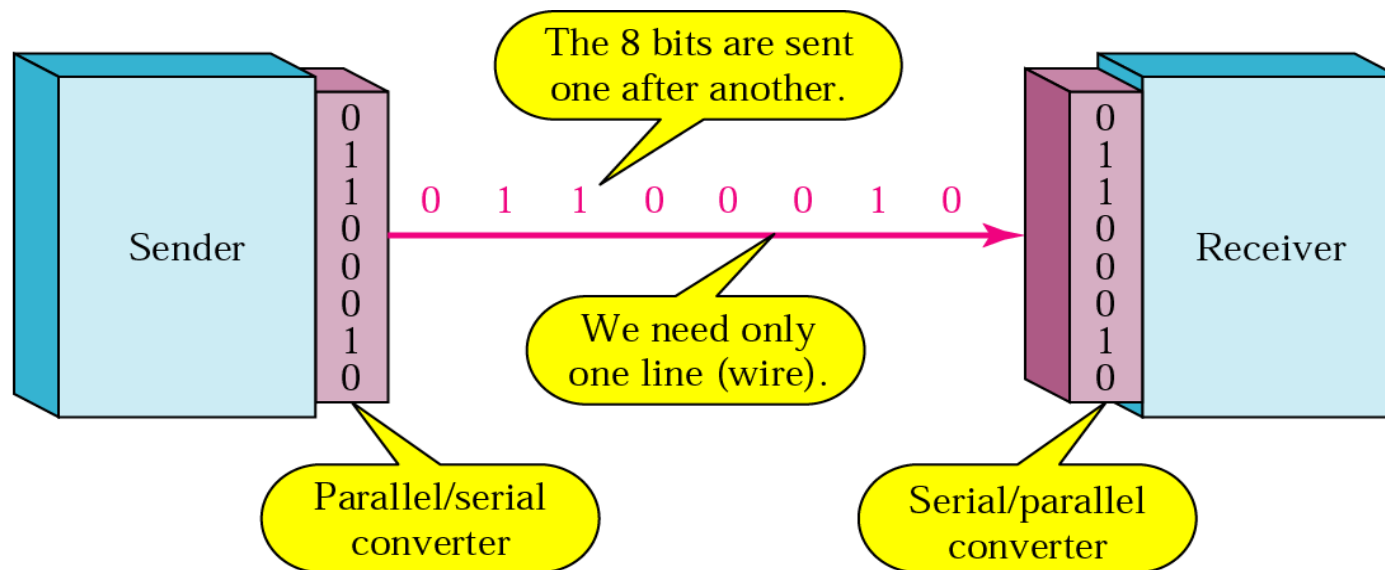 The 8 bits are sent
one after another.
0
1
1
0
0
0
1
0
0 1 1 0 0 0 1 0
0
1
1
0
0
0
1
0
Sender
Receiver
We need only
one line (wire).
Parallel/serial
converter
Serial/parallel
converter